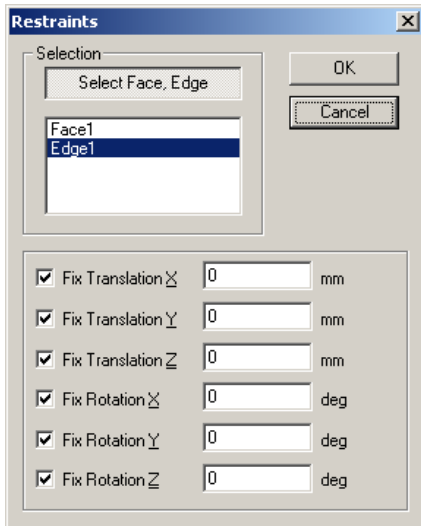 Restraints
Selection
Select Face, Edge
OK
Cancel
Face1
Edge1
Fix Translation X 0 mm
Fix Translation Y 0 mm
Fix Translation Z 0 mm
Fix Rotation X 0 deg
Fix Rotation Y 0 deg
Fix Rotation Z 0 deg